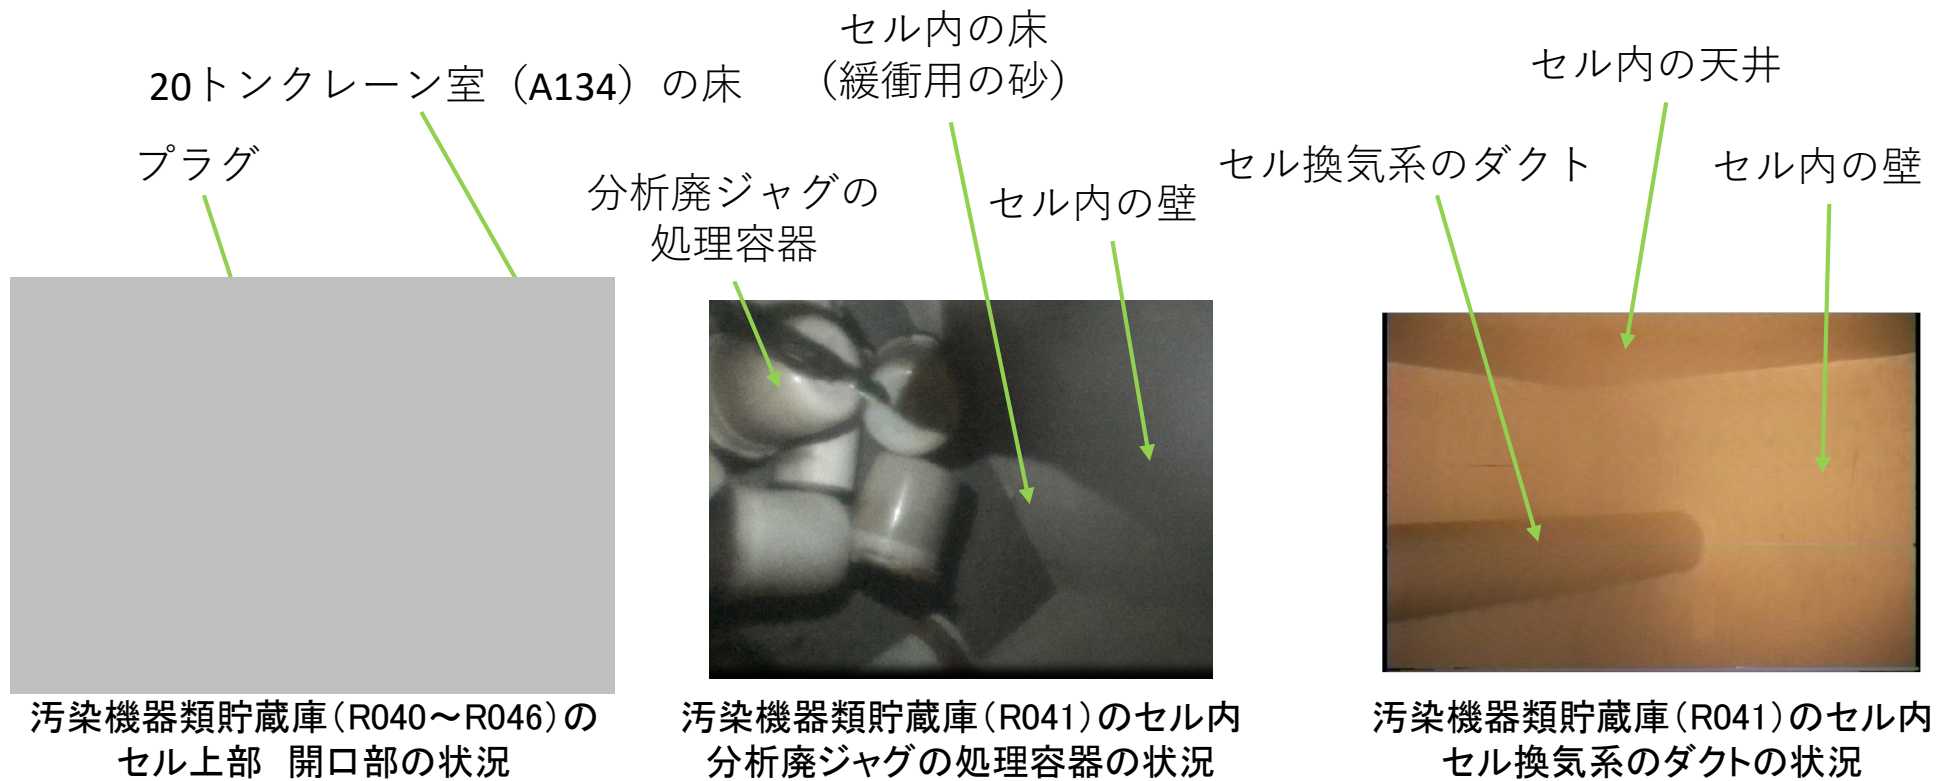 20トンクレーン室（A134）の床
プラグ
セル内の床
（緩衝用の砂）
分析廃ジャグの
処理容器
セル内の壁
セル内の天井
セル換気系のダクト
セル内の壁
汚染機器類貯蔵庫（R040～R046）の
セル上部　開口部の状況
汚染機器類貯蔵庫（R041）のセル内
分析廃ジャグの処理容器の状況
汚染機器類貯蔵庫（R041）のセル内
セル換気系のダクトの状況